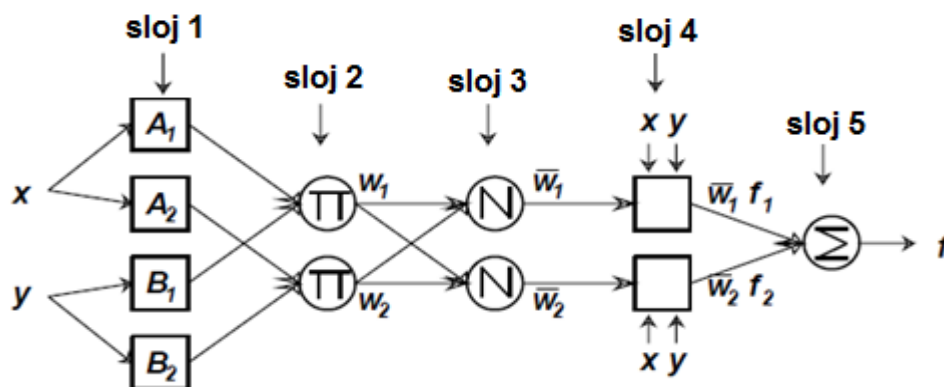 sloj 1
sloj 2
sloj 3
sloj 4
sloj 5
x
y
A₁
A₂
B₁
B₂
Π
Π
w₁
w₂
N
N
w̅₁
w̅₂
x y
x y
w̅₁ f₁
w̅₂ f₂
Σ
f